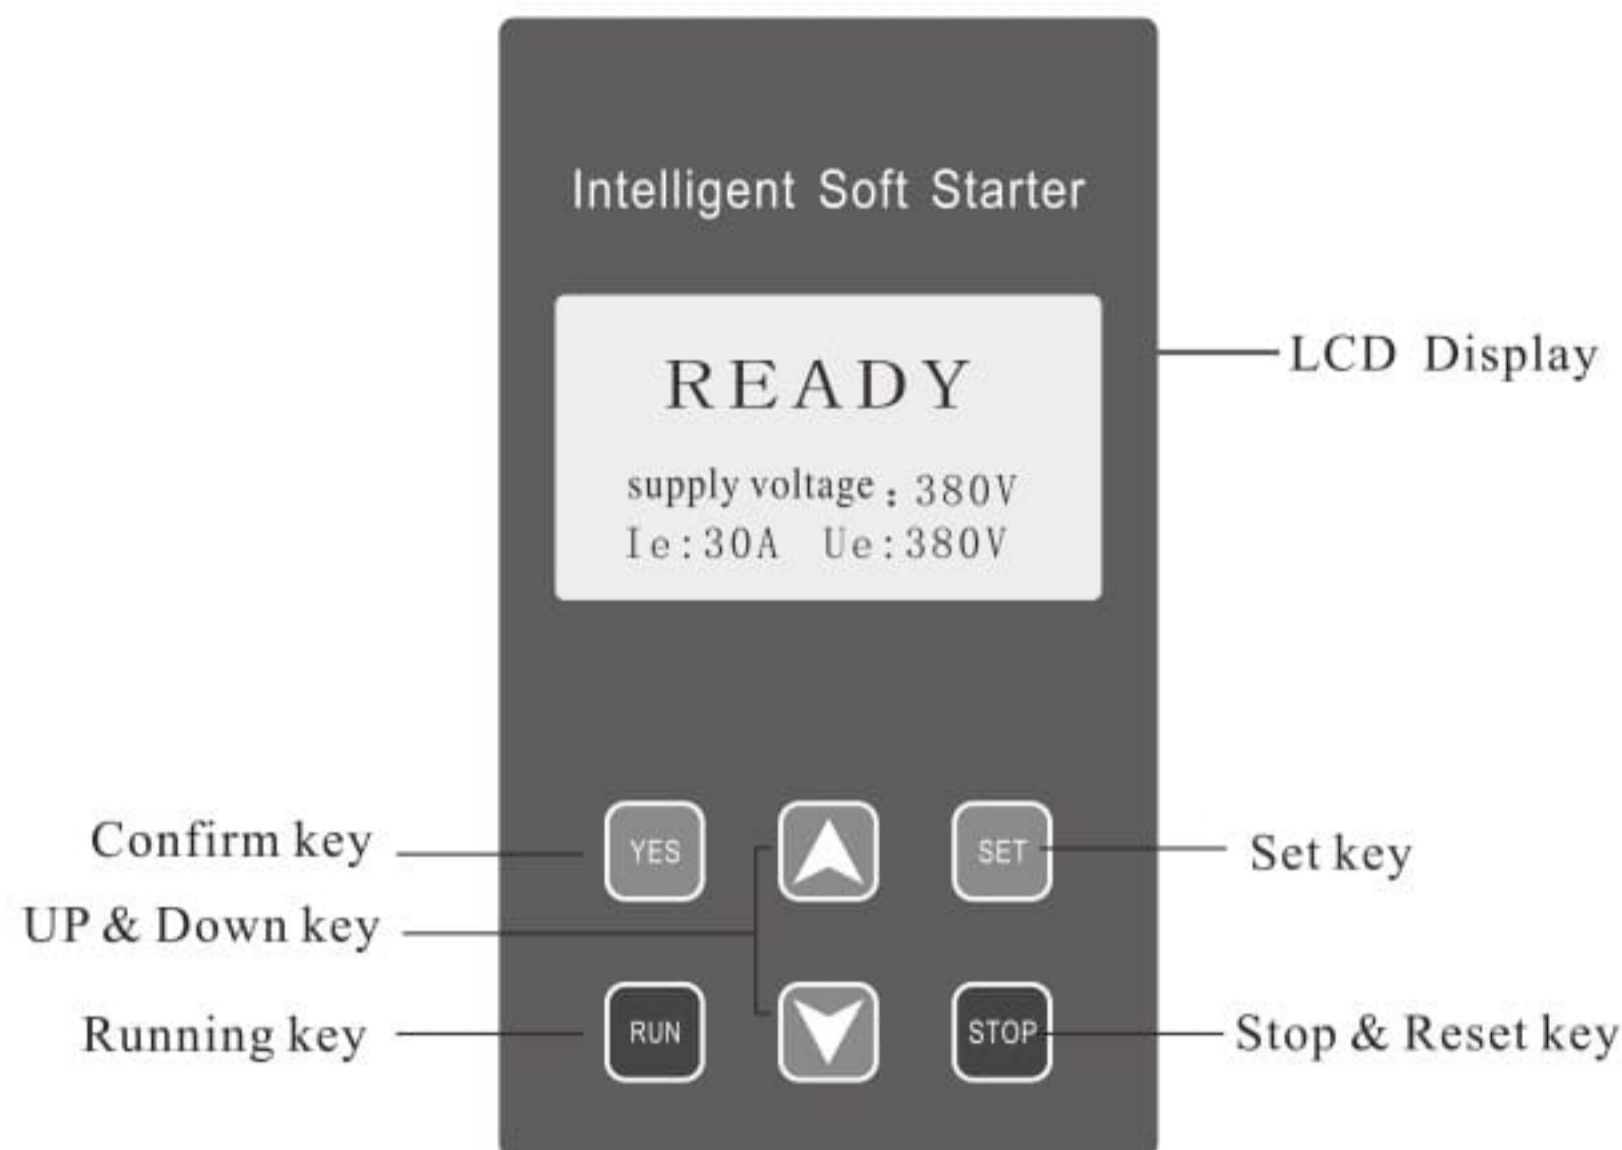 Intelligent Soft Starter
READY
supply voltage : 380V
Ie:30A Ue:380V
LCD Display
Confirm key
YES
SET
Set key
UP & Down key
Running key
RUN
STOP
Stop & Reset key